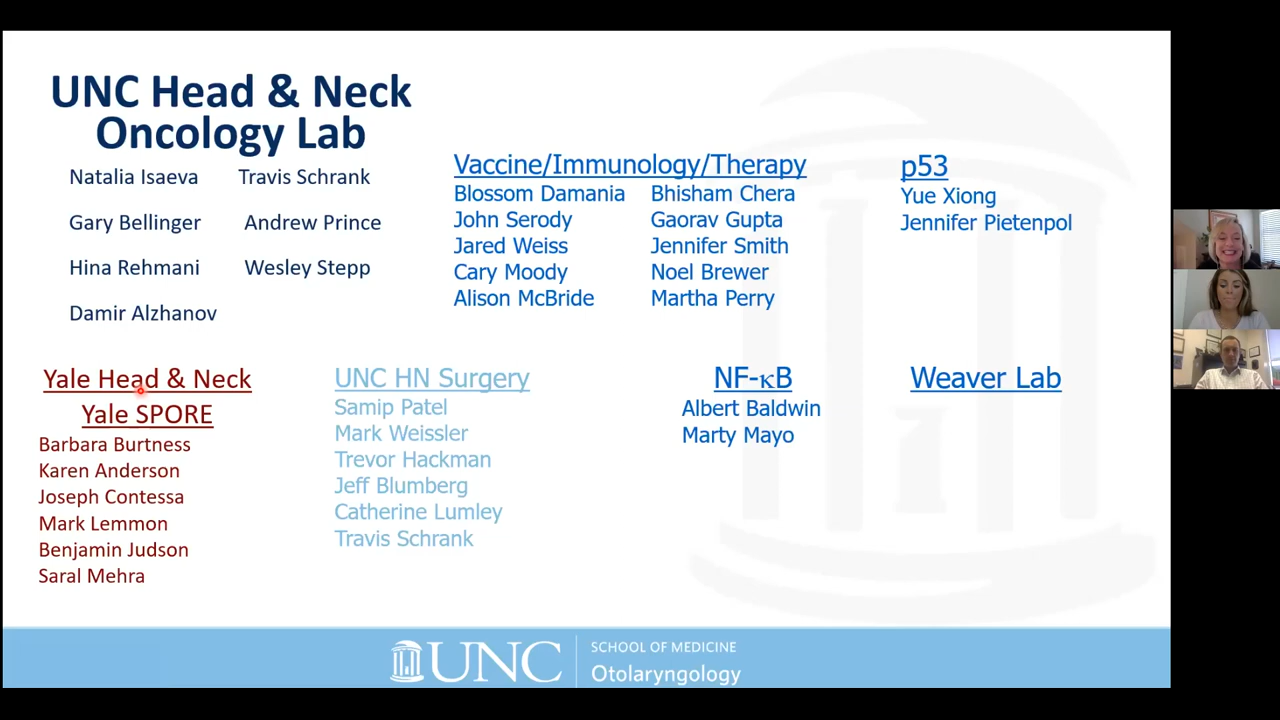 UNC Head & Neck
Oncology Lab
Natalia Isaeva Travis Schrank
Gary Bellinger Andrew Prince
Hina Rehmani Wesley Stepp
Damir Alzhanov
Vaccine/Immunology/Therapy
Blossom Damania Bhisham Chera
John Serody Gaorav Gupta
Jared Weiss Jennifer Smith
Cary Moody Noel Brewer
Alison McBride Martha Perry
p53
Yue Xiong
Jennifer Pietenpol
Yale Head & Neck
Yale SPORE
Barbara Burtness
Karen Anderson
Joseph Contessa
Mark Lemmon
Benjamin Judson
Saral Mehra
UNC HN Surgery
Samip Patel
Mark Weissler
Trevor Hackman
Jeff Blumberg
Catherine Lumley
Travis Schrank
NF-κB
Albert Baldwin
Marty Mayo
Weaver Lab
UNC
SCHOOL OF MEDICINE
Otolaryngology